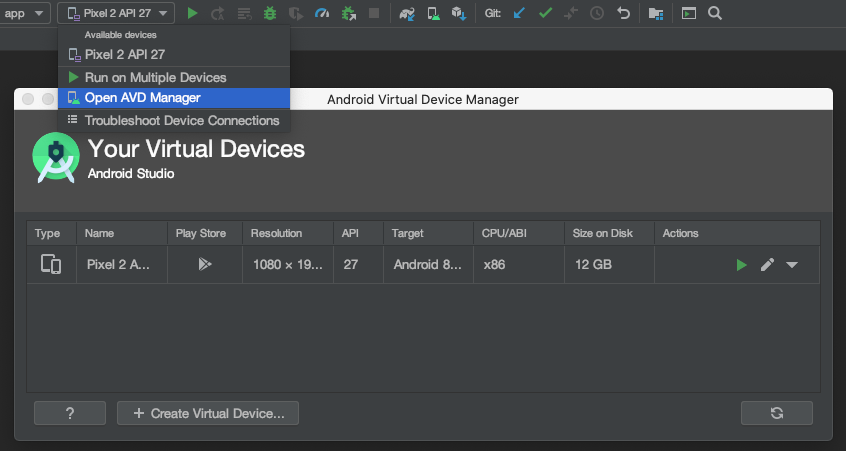 app
Pixel 2 API 27
Git:
Available devices
Pixel 2 API 27
Run on Multiple Devices
Open AVD Manager
Troubleshoot Device Connections
Android Virtual Device Manager
Your Virtual Devices
Android Studio
Type Name Play Store Resolution API Target CPU/ABI Size on Disk Actions
Pixel 2 A... 1080 × 19... 27 Android 8... x86 12 GB
? + Create Virtual Device...